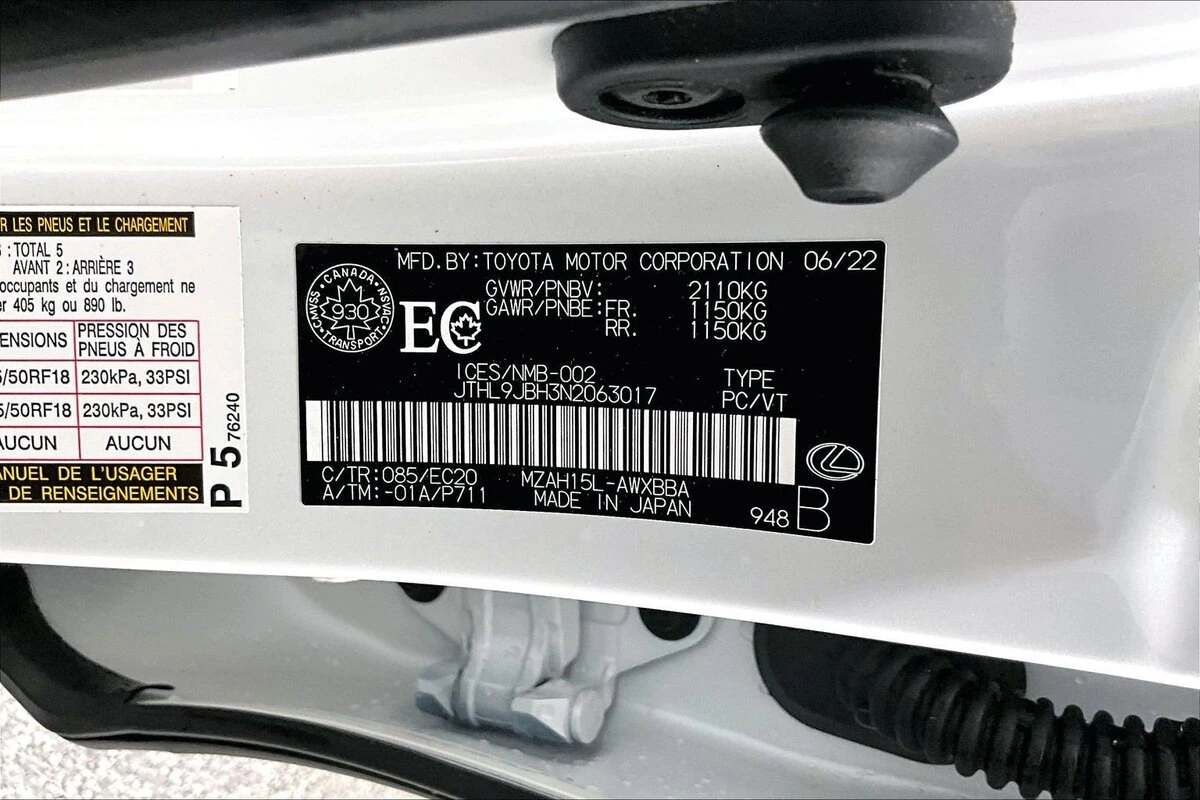 R LES PNEUS ET LE CHARGEMENT
: TOTAL 5
AVANT 2 : ARRIÈRE 3
occupants et du chargement ne
er 405 kg ou 890 lb.
ENSIONS PRESSION DES PNEUS À FROID
/50RF18 230kPa, 33PSI
5/50RF18 230kPa, 33PSI
AUCUN AUCUN
ANUEL DE L'USAGER
DE RENSEIGNEMENTS
P 5 76240
MFD. BY: TOYOTA MOTOR CORPORATION 06/22
CANADA
CMVSS NSVAC
930
TRANSPORT
EC
GVWR/PNBV: 2110KG
GAWR/PNBE: FR. 1150KG
RR. 1150KG
ICES/NMB-002
JTHL9JBH3N2063017
TYPE
PC/VT
C/TR: 085/EC20 MZAH15L-AWXBBA
A/TM: -01A/P711 MADE IN JAPAN
948 B